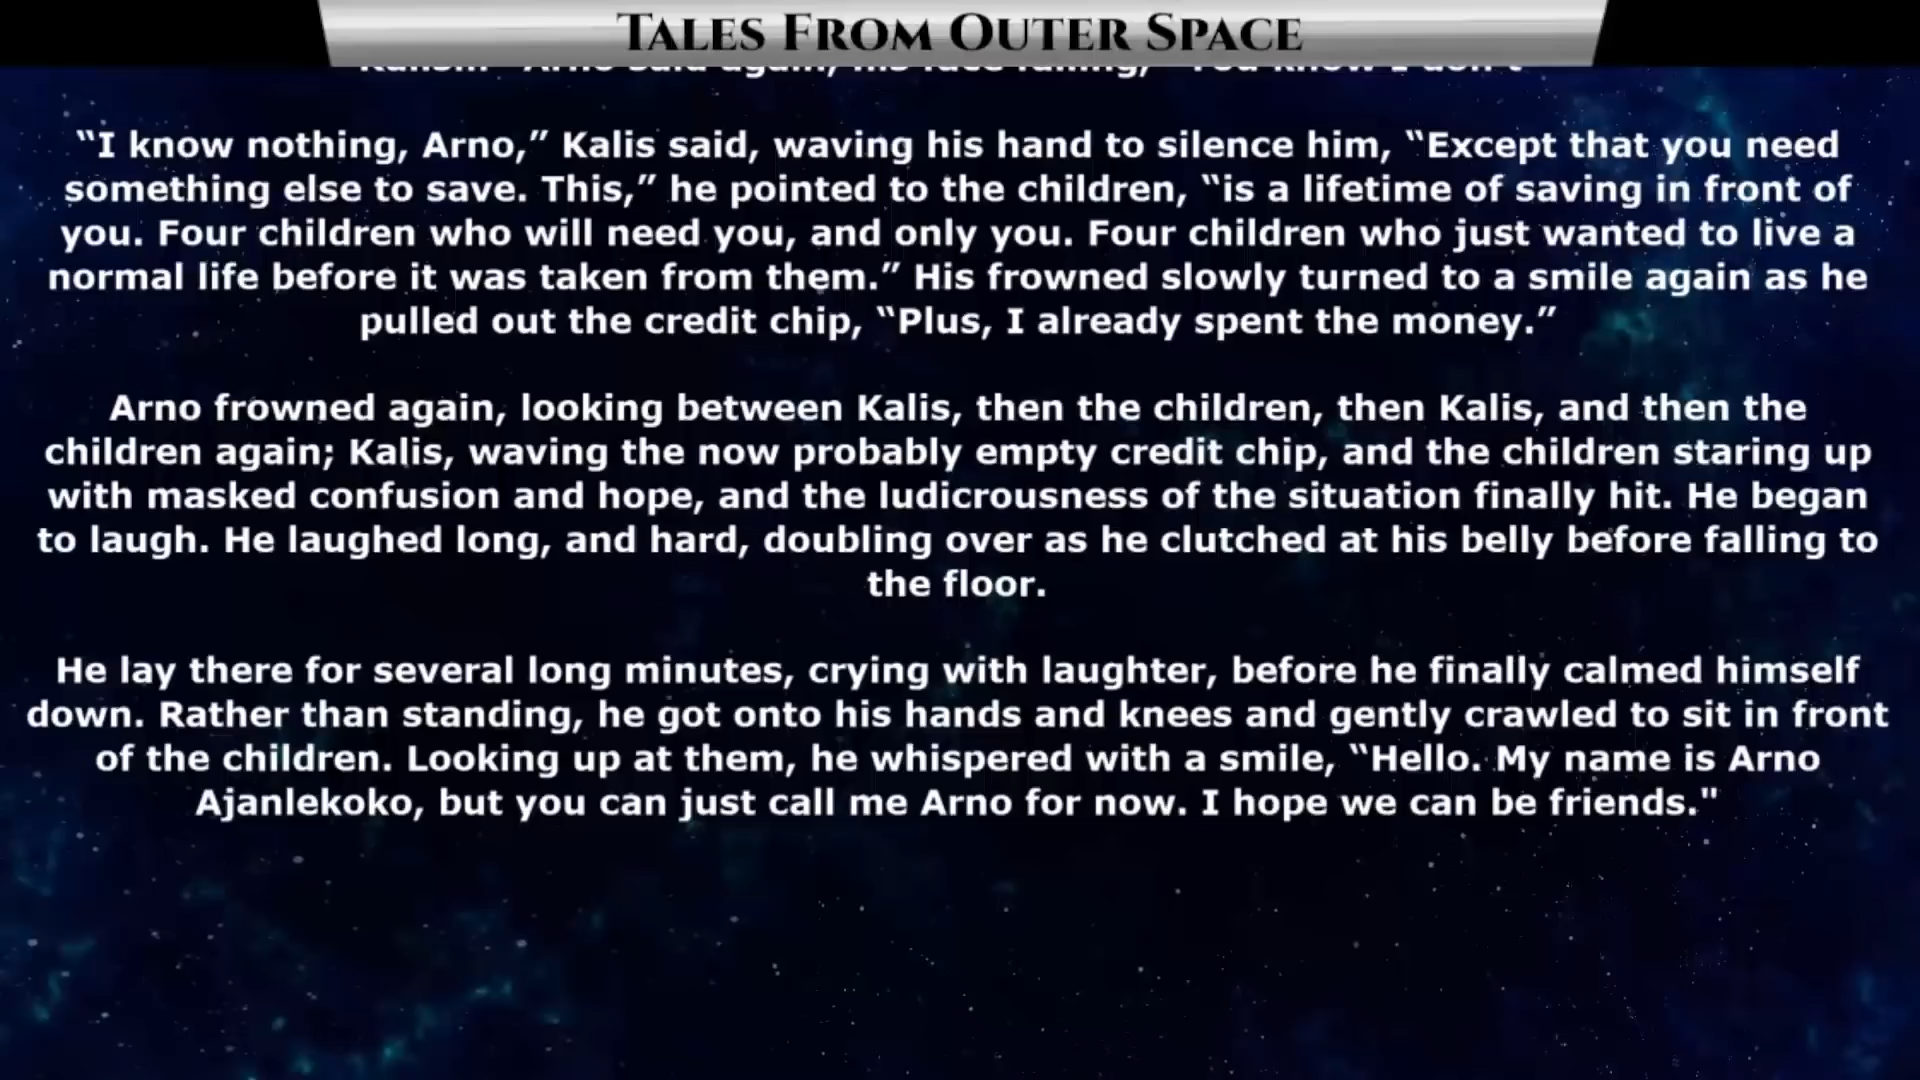 TALES FROM OUTER SPACE
Arno said again, his face falling, "You know I don't
“I know nothing, Arno,” Kalis said, waving his hand to silence him, “Except that you need
something else to save. This,” he pointed to the children, “is a lifetime of saving in front of
you. Four children who will need you, and only you. Four children who just wanted to live a
normal life before it was taken from them.” His frowned slowly turned to a smile again as he
pulled out the credit chip, “Plus, I already spent the money.”
Arno frowned again, looking between Kalis, then the children, then Kalis, and then the
children again; Kalis, waving the now probably empty credit chip, and the children staring up
with masked confusion and hope, and the ludicrousness of the situation finally hit. He began
to laugh. He laughed long, and hard, doubling over as he clutched at his belly before falling to
the floor.
He lay there for several long minutes, crying with laughter, before he finally calmed himself
down. Rather than standing, he got onto his hands and knees and gently crawled to sit in front
of the children. Looking up at them, he whispered with a smile, “Hello. My name is Arno
Ajanlekoko, but you can just call me Arno for now. I hope we can be friends."